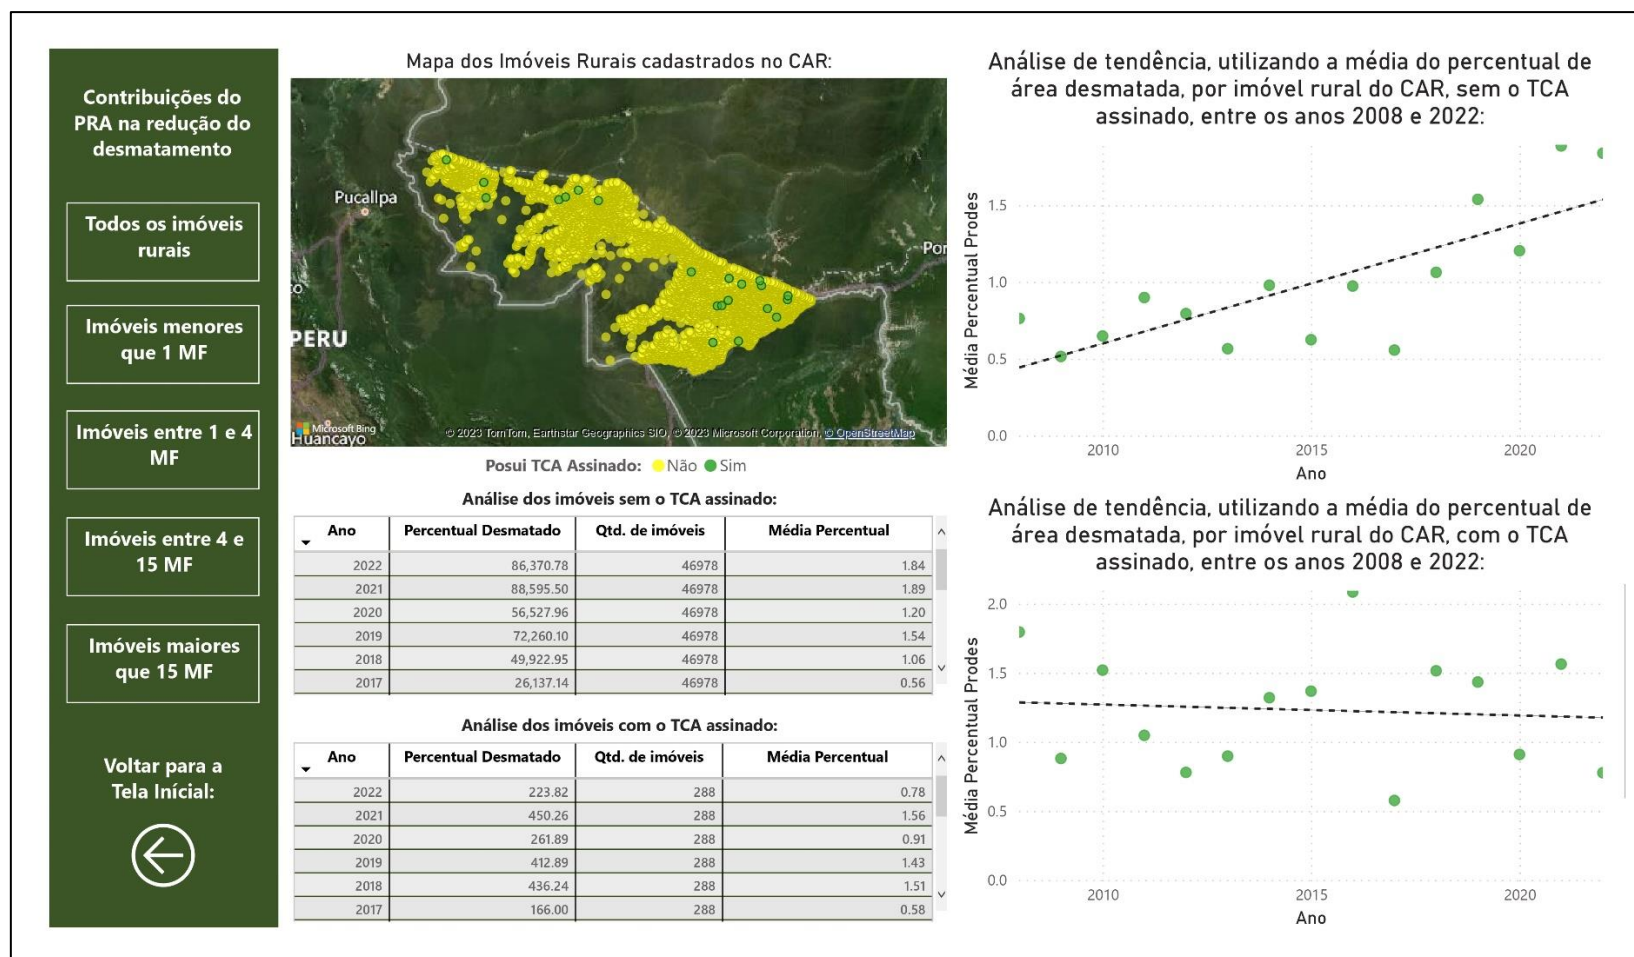 Contribuições do
PRA na redução do
desmatamento
Todos os imóveis
rurais
Imóveis menores
que 1 MF
Imóveis entre 1 e 4
MF
Imóveis entre 4 e
15 MF
Imóveis maiores
que 15 MF
Voltar para a
Tela Inícial:
Mapa dos Imóveis Rurais cadastrados no CAR:
Pucallpa
Por
co
PERU
Microsoft Bing
Huancayo
© 2023 TomTom, Earthstar Geographics SIO, © 2023 Microsoft Corporation, © OpenStreetMap
Posui TCA Assinado: Não Sim
Análise dos imóveis sem o TCA assinado:
Ano Percentual Desmatado Qtd. de imóveis Média Percentual
2022 86,370.78 46978 1.84
2021 88,595.50 46978 1.89
2020 56,527.96 46978 1.20
2019 72,260.10 46978 1.54
2018 49,922.95 46978 1.06
2017 26,137.14 46978 0.56
Análise dos imóveis com o TCA assinado:
Ano Percentual Desmatado Qtd. de imóveis Média Percentual
2022 223.82 288 0.78
2021 450.26 288 1.56
2020 261.89 288 0.91
2019 412.89 288 1.43
2018 436.24 288 1.51
2017 166.00 288 0.58
Análise de tendência, utilizando a média do percentual de
área desmatada, por imóvel rural do CAR, sem o TCA
assinado, entre os anos 2008 e 2022:
Média Percentual Prodes
1.5
1.0
0.5
0.0
2010 2015 2020
Ano
Análise de tendência, utilizando a média do percentual de
área desmatada, por imóvel rural do CAR, com o TCA
assinado, entre os anos 2008 e 2022:
Média Percentual Prodes
2.0
1.5
1.0
0.5
0.0
2010 2015 2020
Ano